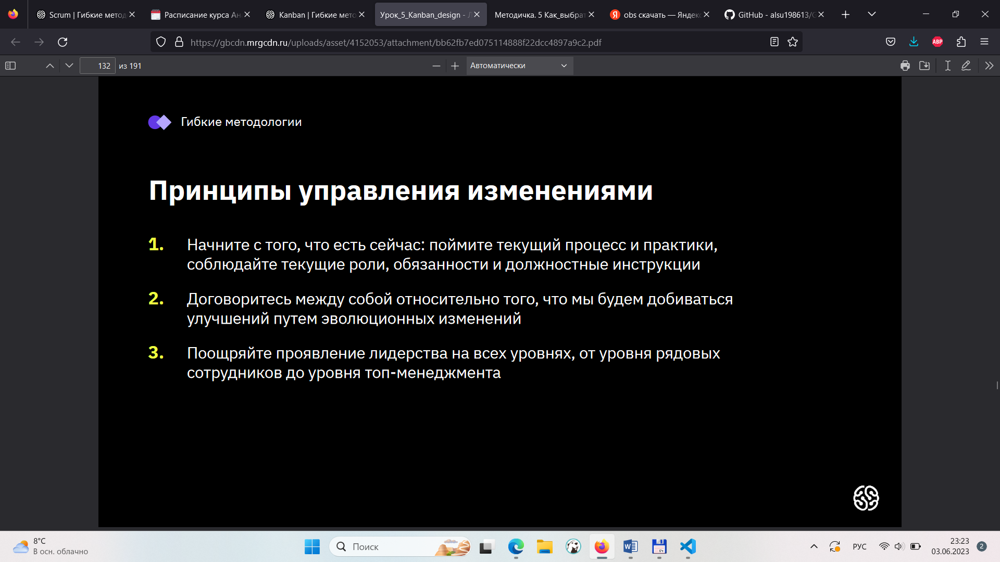 Scrum | Гибкие метод
Расписание курса Ан
Kanban | Гибкие мето
Урок_5_Kanban_design - Л
Методичка. 5 Как_выбрат
obs скачать — Яндекс
GitHub - alsu198613/G
https://gbcdn.mrgcdn.ru/uploads/asset/4152053/attachment/bb62fb7ed075114888f22dcc4897a9c2.pdf
ABP
132 из 191
Автоматически
Гибкие методологии
Принципы управления изменениями
1. Начните с того, что есть сейчас: поймите текущий процесс и практики,
соблюдайте текущие роли, обязанности и должностные инструкции
2. Договоритесь между собой относительно того, что мы будем добиваться
улучшений путем эволюционных изменений
3. Поощряйте проявление лидерства на всех уровнях, от уровня рядовых
сотрудников до уровня топ-менеджмента
8°C
В осн. облачно
Поиск
64
РУС
23:23
03.06.2023
2